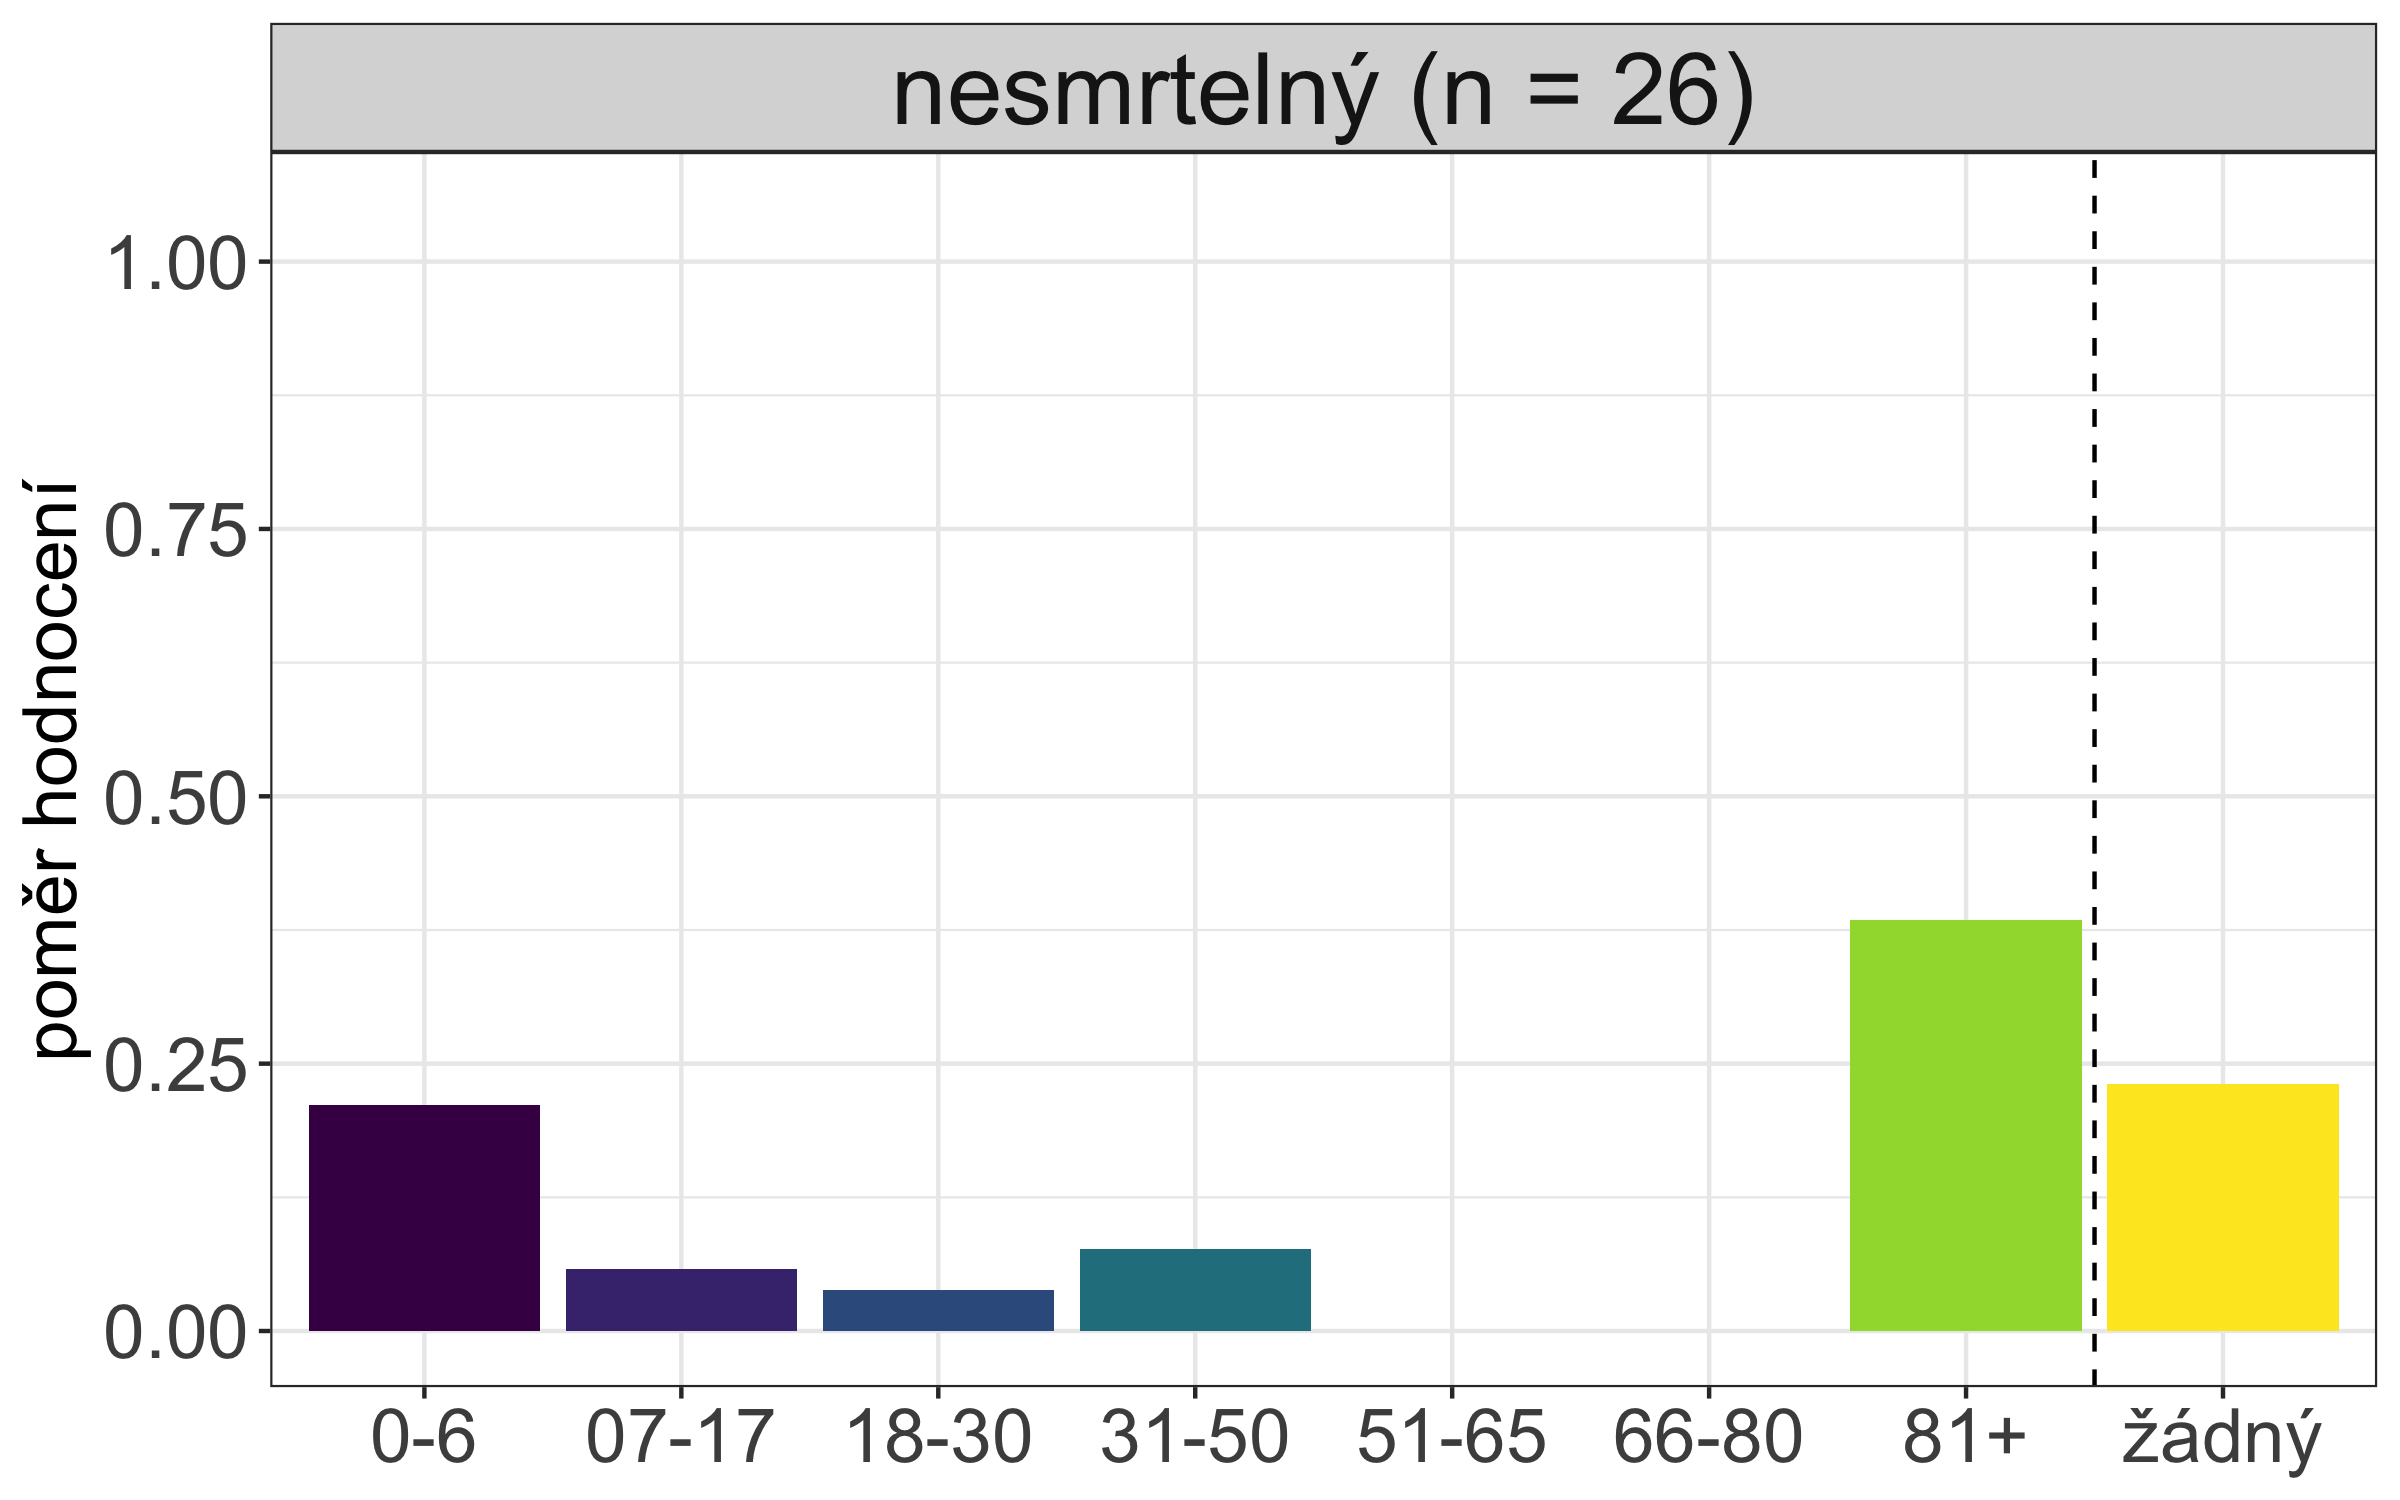 nesmrtelný (n = 26)
poměr hodnocení
1.00
0.75
0.50
0.25
0.00
0-6 07-17 18-30 31-50 51-65 66-80 81+ žádný